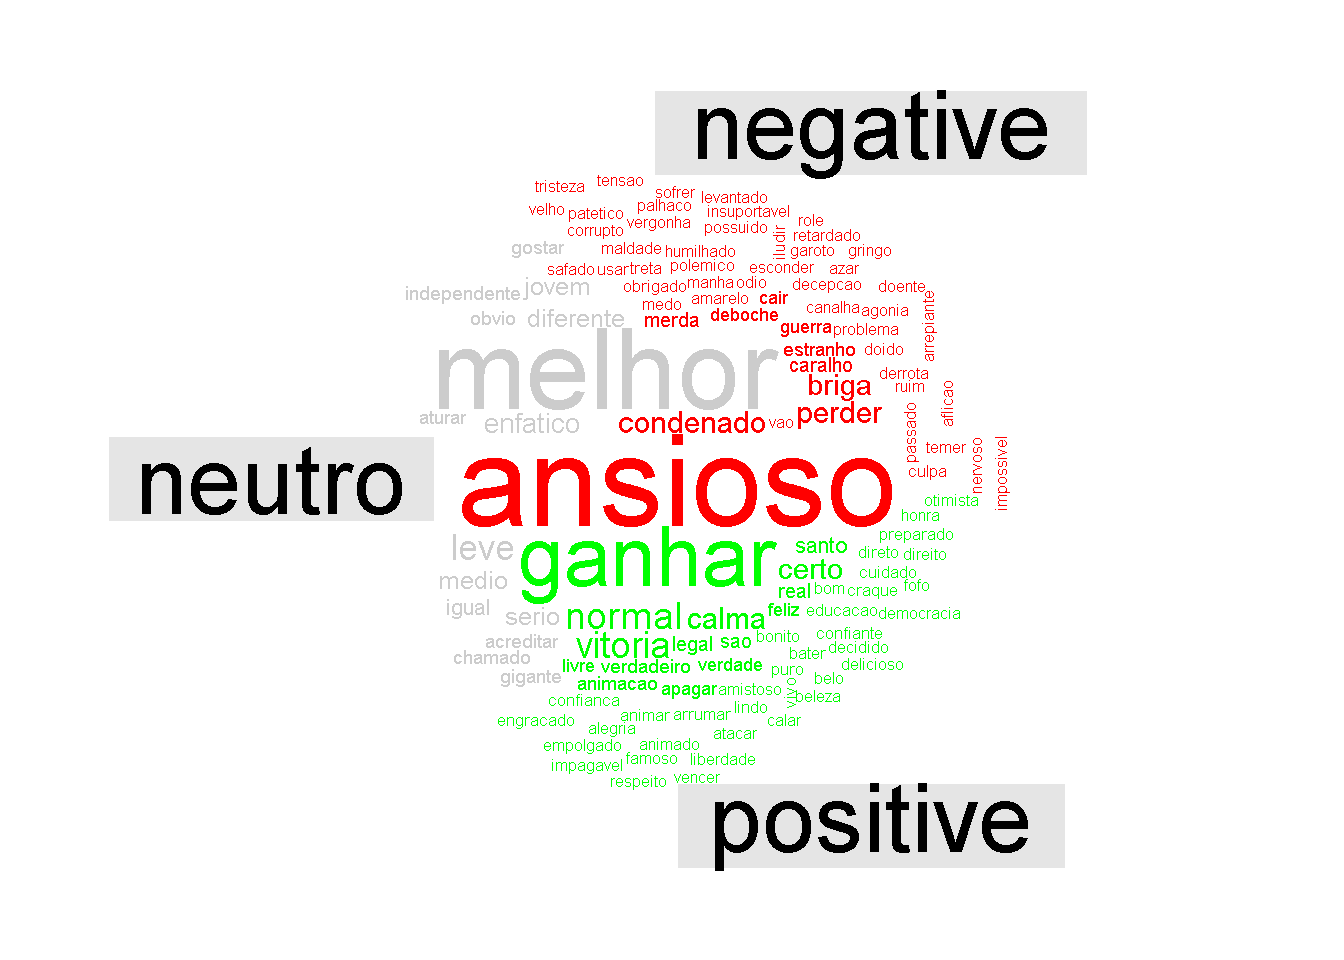 negative
tristeza tensao
sofrer levantado
velho patetico palhaco insuportavel
corrupto vergonha possuido role
gostar maldade humilhado iludir retardado
garoto gringo
safado usar treta polemico esconder azar
independente jovem obrigado manha odio decepcao doente
medo amarelo cair canalha agonia arrepiante
obvio diferente merda deboche guerra problema
melhor estranho doido
caralho derrota
briga ruim aflicao
aturar enfatico condenado vao perder passado
temer nervoso impossivel
neutro ansioso culpa
otimista
honra
leve ganhar santo preparado
direto direito
medio certo cuidado
real bom craque fofo
igual serio normal calma feliz educacao democracia
acreditar vitoria legal sao bonito confiante
chamado bater decidido
gigante livre verdadeiro verdade puro delicioso
animacao apagar amistoso vivo belo
confianca lindo beleza
engracado animar arrumar calar
alegria atacar
empolgado animado
impagavel famoso liberdade
respeito vencer
positive